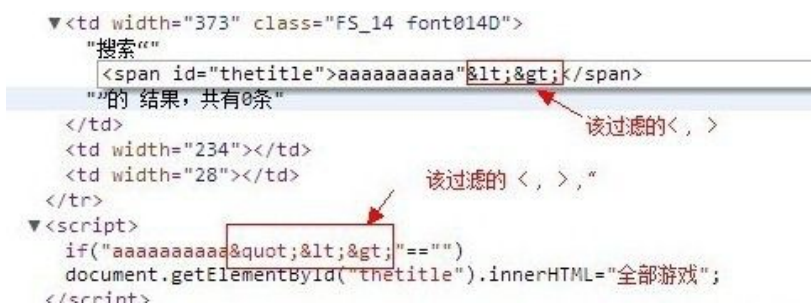 ▼<td width="373" class="FS_14 font014D">
"搜索“"
<span id="thetitle">aaaaaaaaaa"&lt;&gt;</span>
"”的 结果，共有0条"
</td>
该过滤的< , >
<td width="234"></td>
<td width="28"></td>
该过滤的 < , > ,“
</tr>
▼<script>
if("aaaaaaaaaa&quot;&lt;&gt;"=="")
document.getElementById("thetitle").innerHTML="全部游戏";
</script>